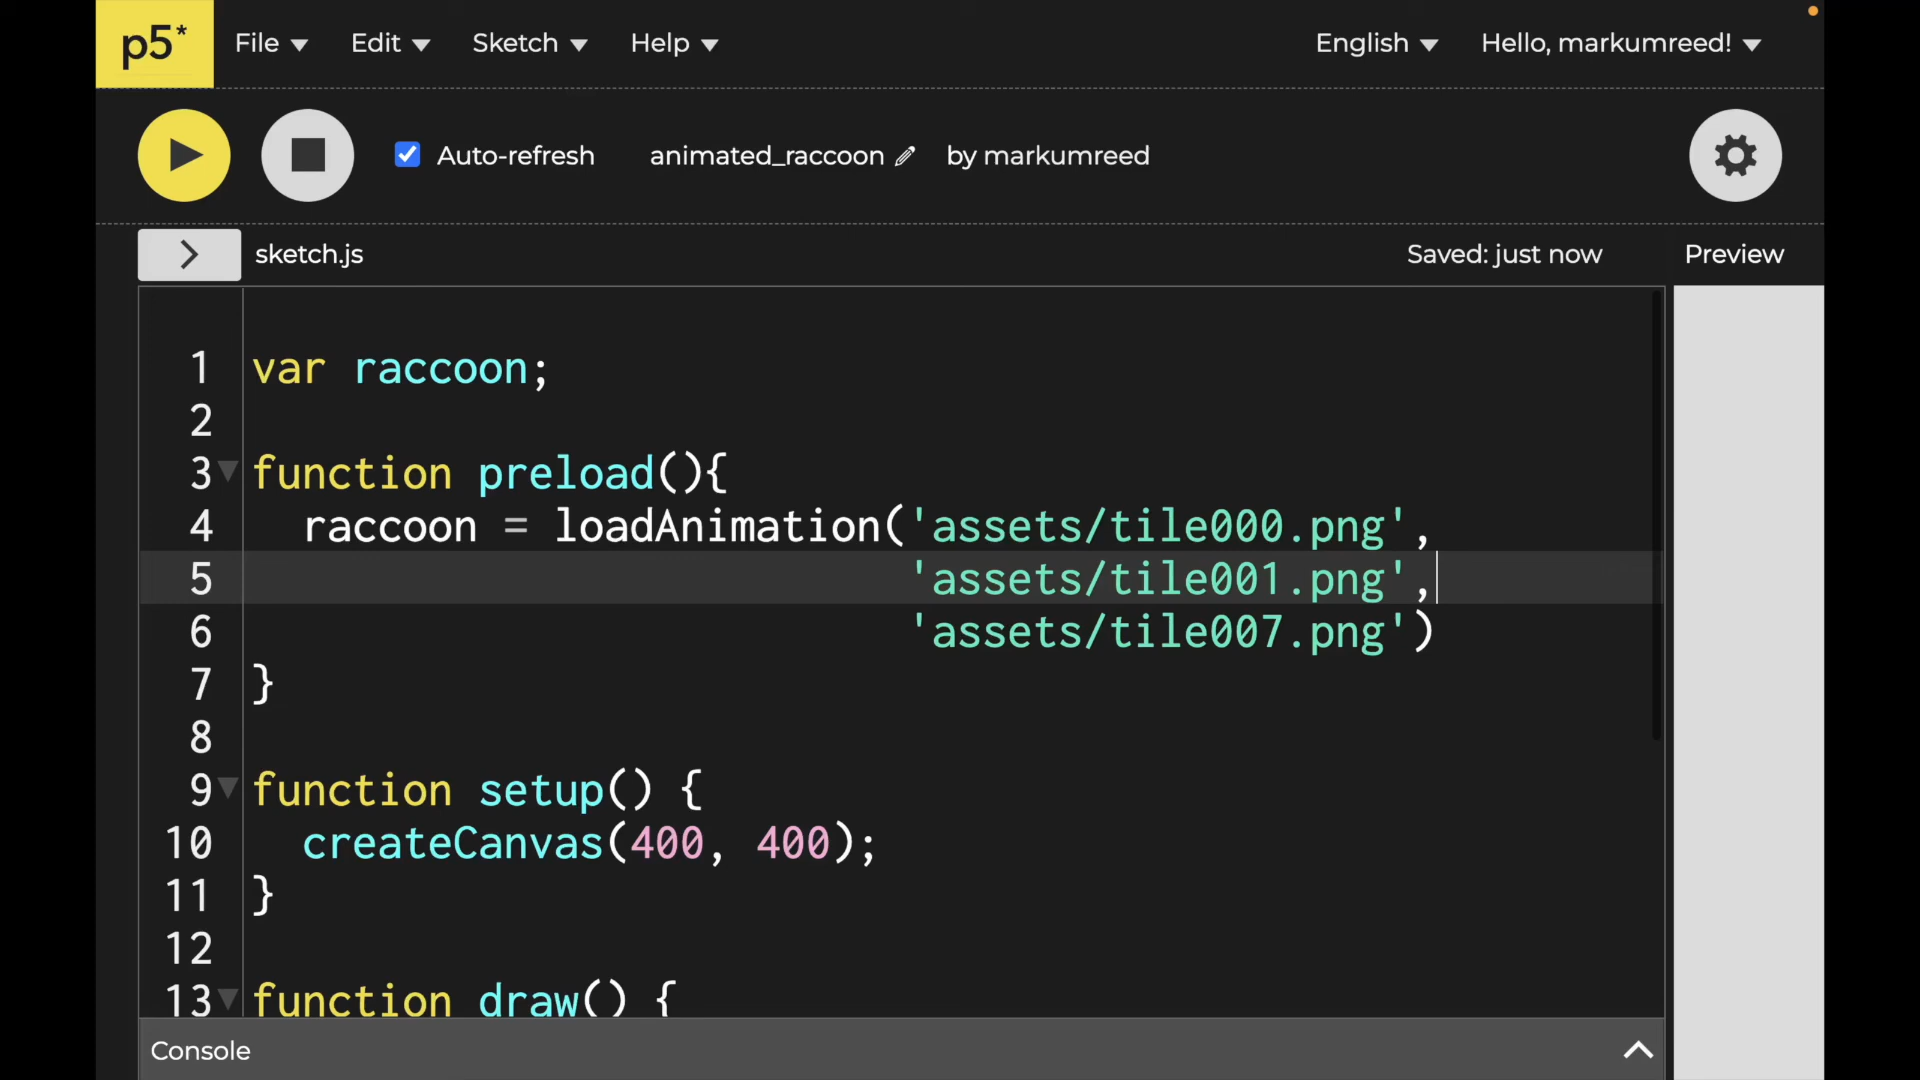 p5* File Edit Sketch Help English Hello, markumreed!
Auto-refresh animated_raccoon by markumreed
sketch.js Saved: just now Preview
1 var raccoon;
2
3 function preload(){
4 raccoon = loadAnimation('assets/tile000.png',
5 'assets/tile001.png',
6 'assets/tile007.png')
7 }
8
9 function setup() {
10 createCanvas(400, 400);
11 }
12
13 function draw() {
Console